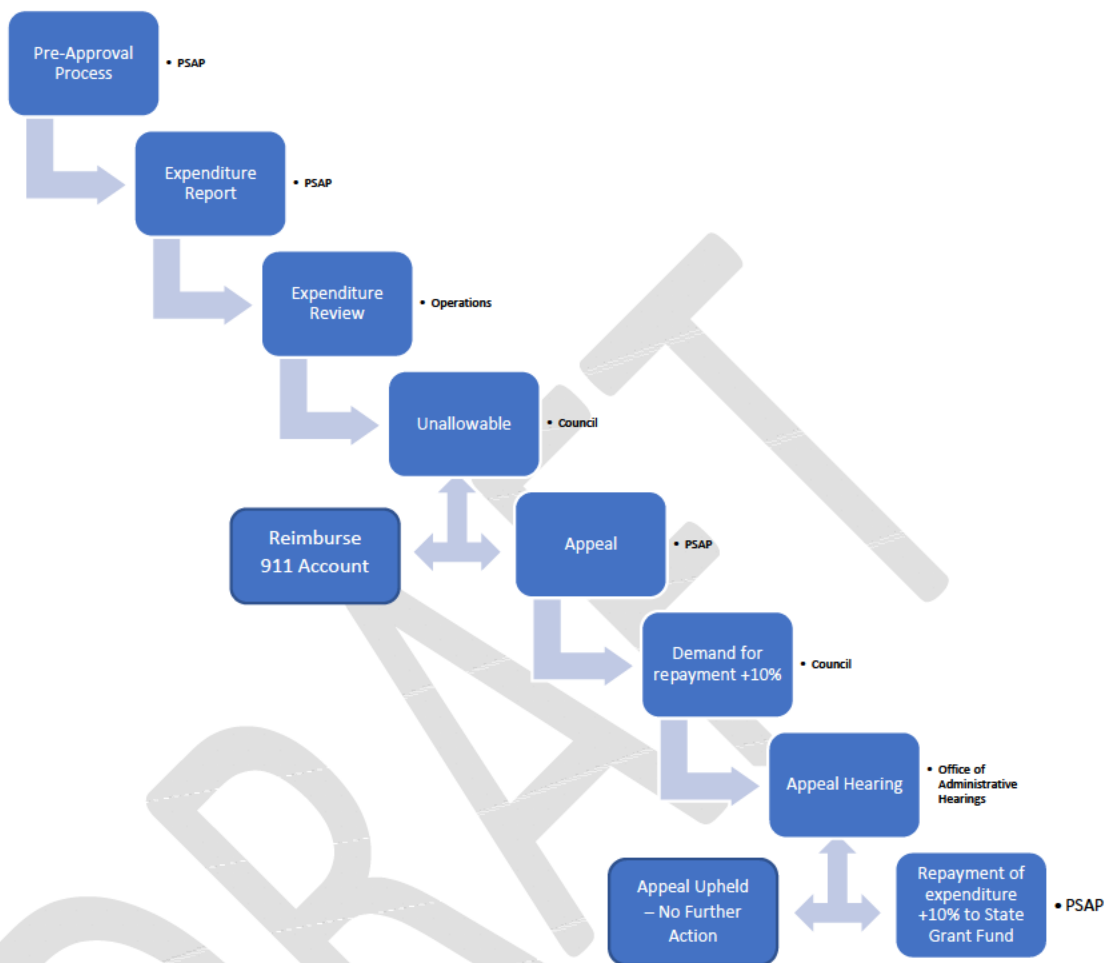 Pre-Approval
Process
• PSAP
Expenditure
Report
• PSAP
Expenditure
Review
• Operations
Unallowable
• Council
Reimburse
911 Account
Appeal
• PSAP
Demand for
repayment +10%
• Council
Appeal Hearing
• Office of
Administrative
Hearings
Appeal Upheld
– No Further
Action
Repayment of
expenditure
+10% to State
Grant Fund
• PSAP
DRAFT